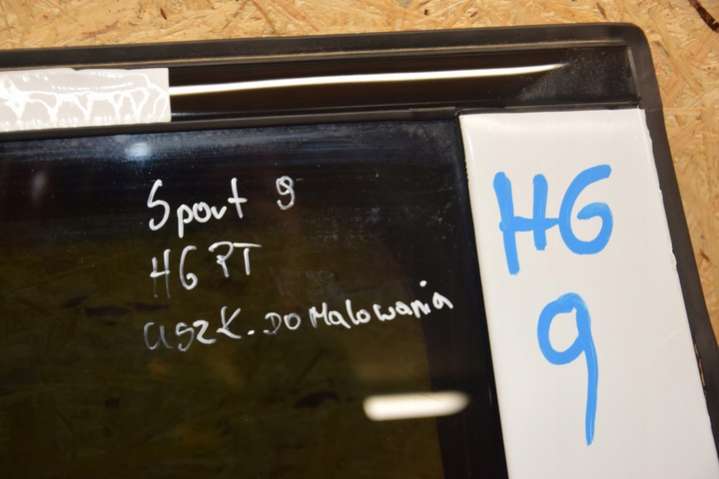 Sport 9
HG PT
uszk. DO Malowania
HG
9